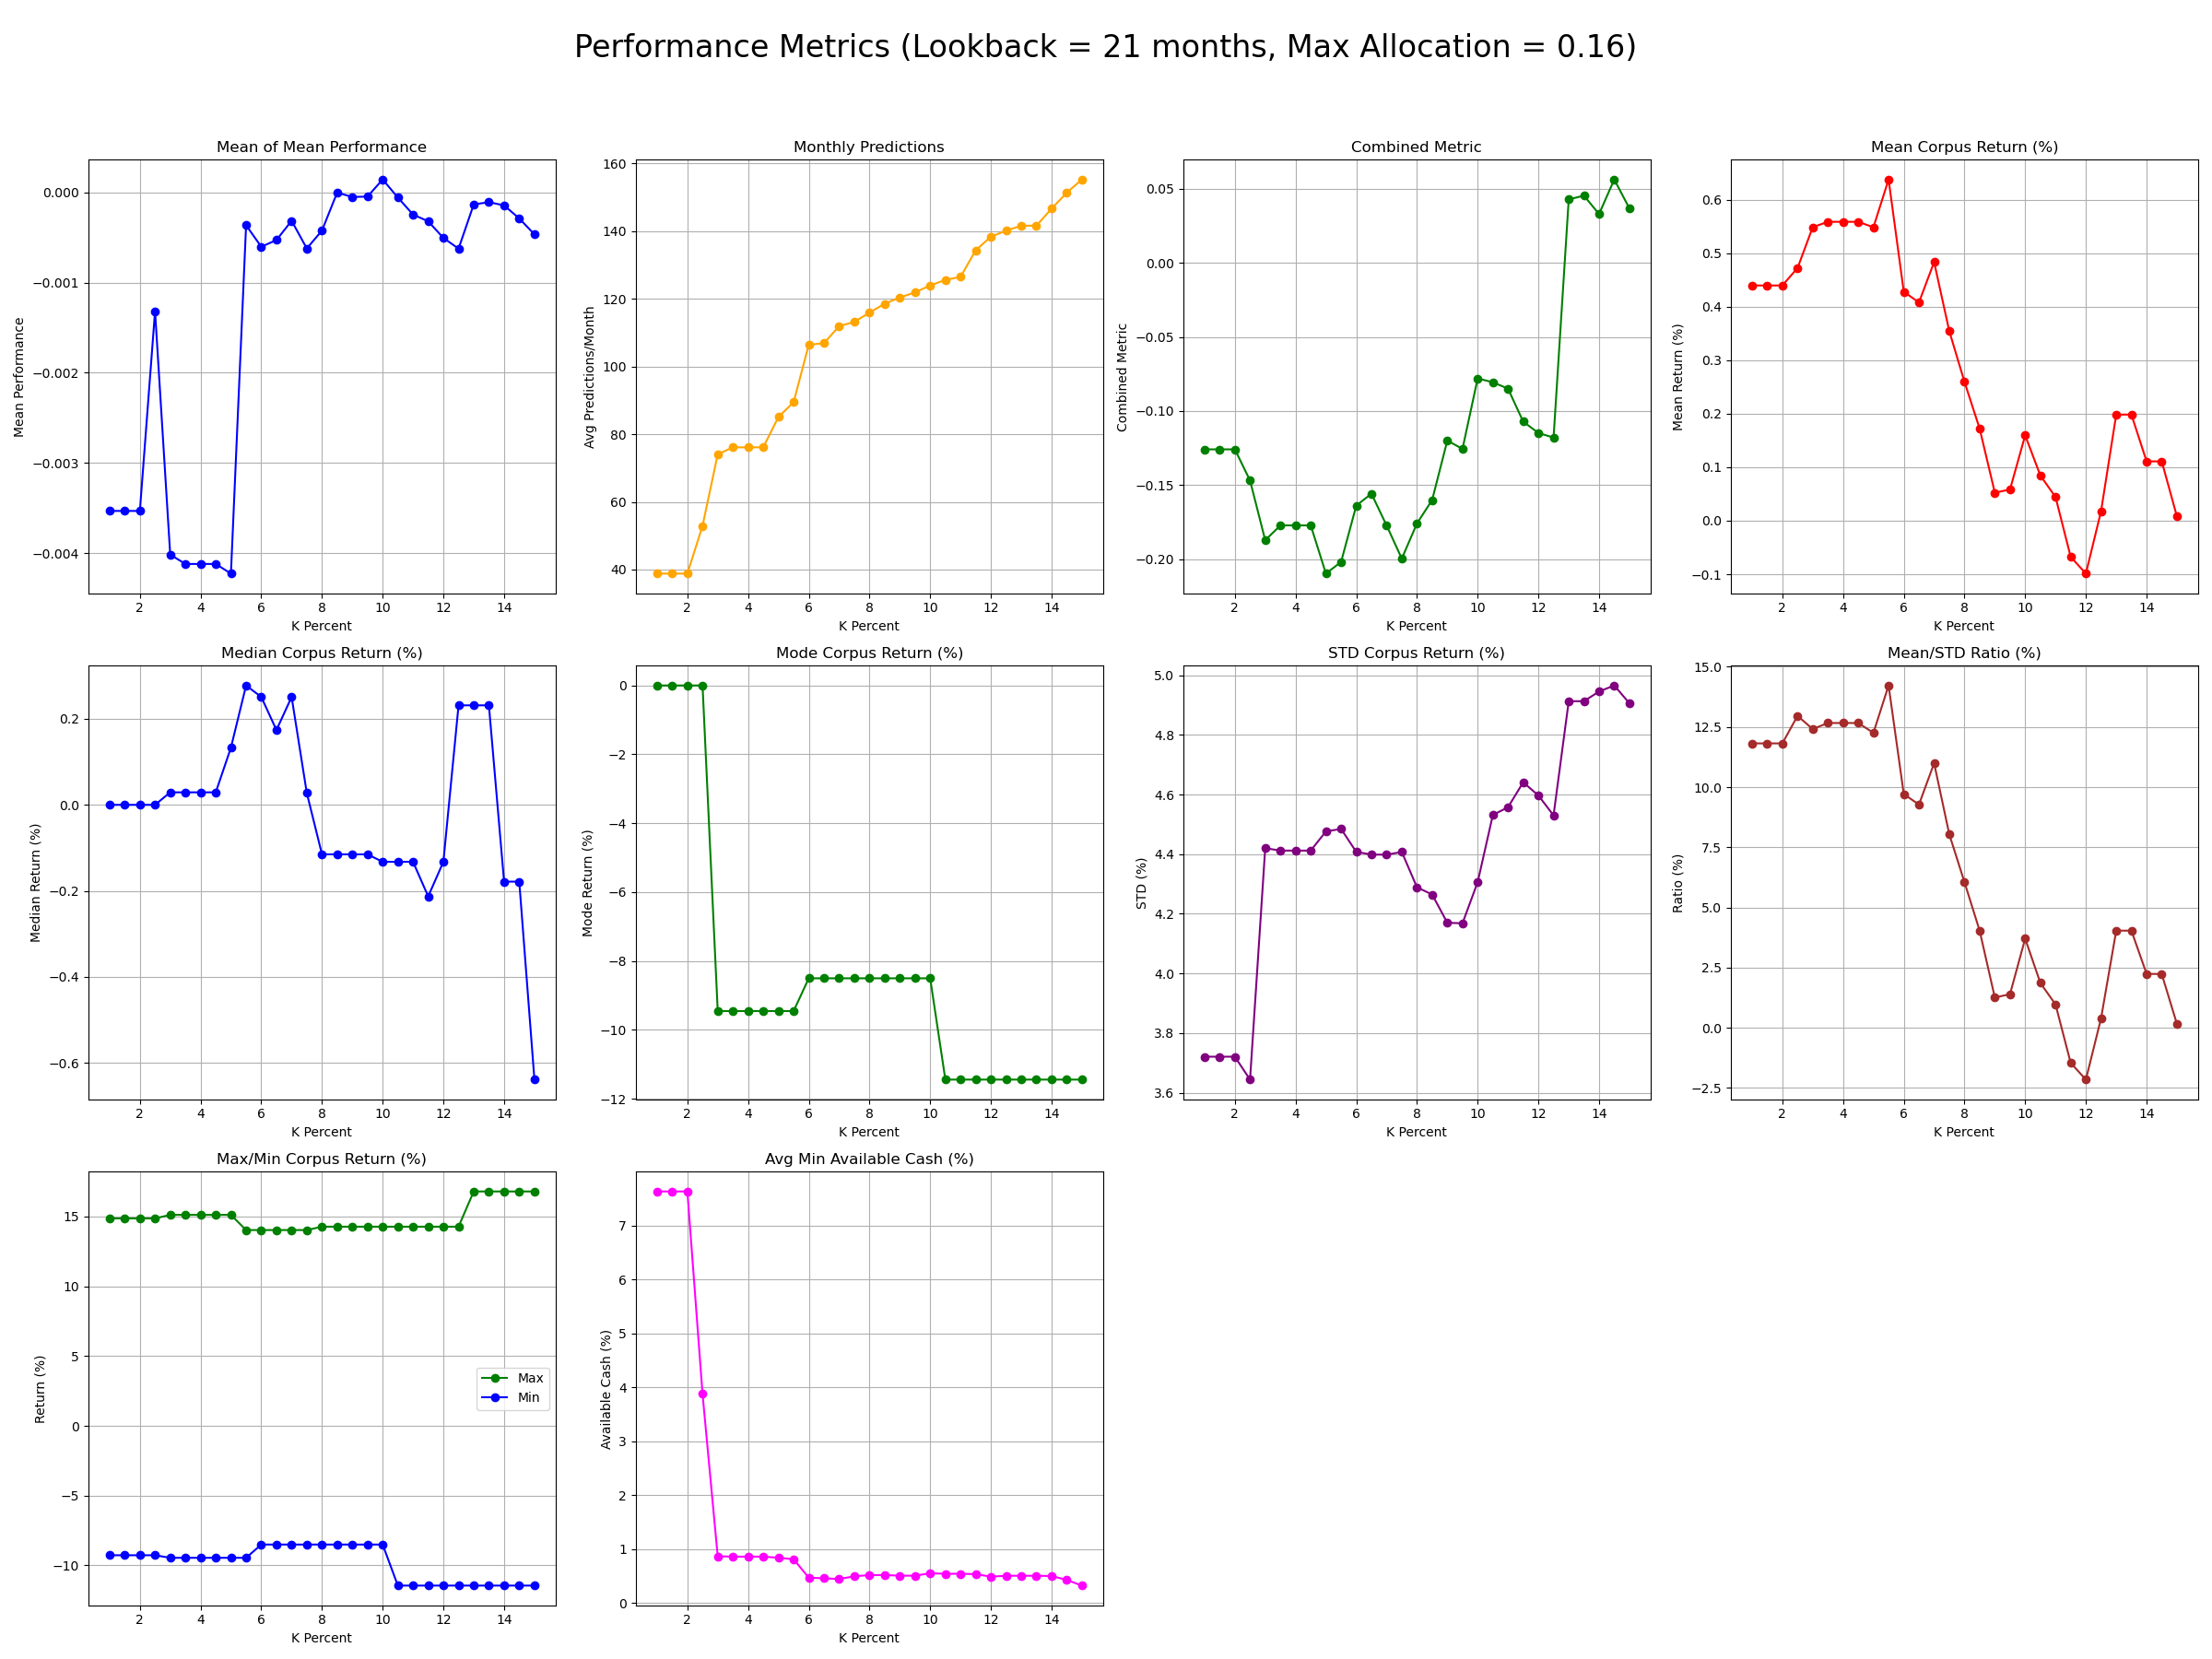 Performance Metrics (Lookback = 21 months, Max Allocation = 0.16)
Mean of Mean Performance
Mean Performance
0.000
−0.001
−0.002
−0.003
−0.004
2 4 6 8 10 12 14
K Percent
Monthly Predictions
Avg Predictions/Month
160
140
120
100
80
60
40
2 4 6 8 10 12 14
K Percent
Combined Metric
Combined Metric
0.05
0.00
−0.05
−0.10
−0.15
−0.20
2 4 6 8 10 12 14
K Percent
Mean Corpus Return (%)
Mean Return (%)
0.6
0.5
0.4
0.3
0.2
0.1
0.0
−0.1
2 4 6 8 10 12 14
K Percent
Median Corpus Return (%)
Median Return (%)
0.2
0.0
−0.2
−0.4
−0.6
2 4 6 8 10 12 14
K Percent
Mode Corpus Return (%)
Mode Return (%)
0
−2
−4
−6
−8
−10
−12
2 4 6 8 10 12 14
K Percent
STD Corpus Return (%)
STD (%)
5.0
4.8
4.6
4.4
4.2
4.0
3.8
3.6
2 4 6 8 10 12 14
K Percent
Mean/STD Ratio (%)
Ratio (%)
15.0
12.5
10.0
7.5
5.0
2.5
0.0
−2.5
2 4 6 8 10 12 14
K Percent
Max/Min Corpus Return (%)
Return (%)
15
10
5
0
−5
−10
Max
Min
2 4 6 8 10 12 14
K Percent
Avg Min Available Cash (%)
Available Cash (%)
7
6
5
4
3
2
1
0
2 4 6 8 10 12 14
K Percent